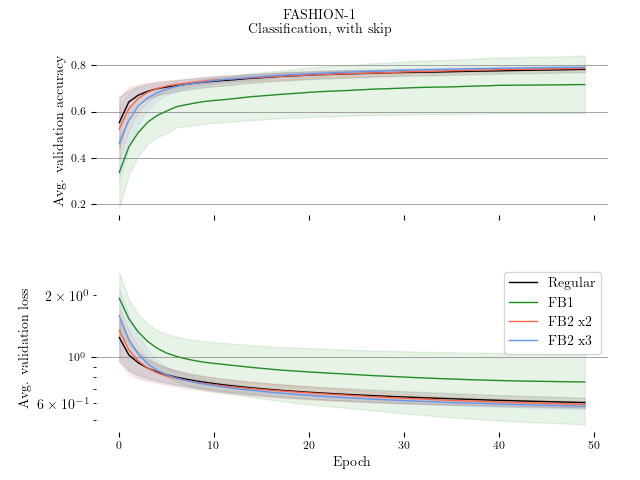 FASHION-1
Classification, with skip
Avg. validation accuracy
0.8
0.6
0.4
0.2
Avg. validation loss
2 × 10⁰
10⁰
6 × 10⁻¹
Regular
FB1
FB2 x2
FB2 x3
0 10 20 30 40 50
Epoch